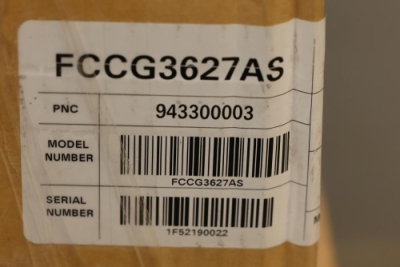 FCCG3627AS
PNC 943300003
MODEL
NUMBER
FCCG3627AS
SERIAL
NUMBER
1F52190022